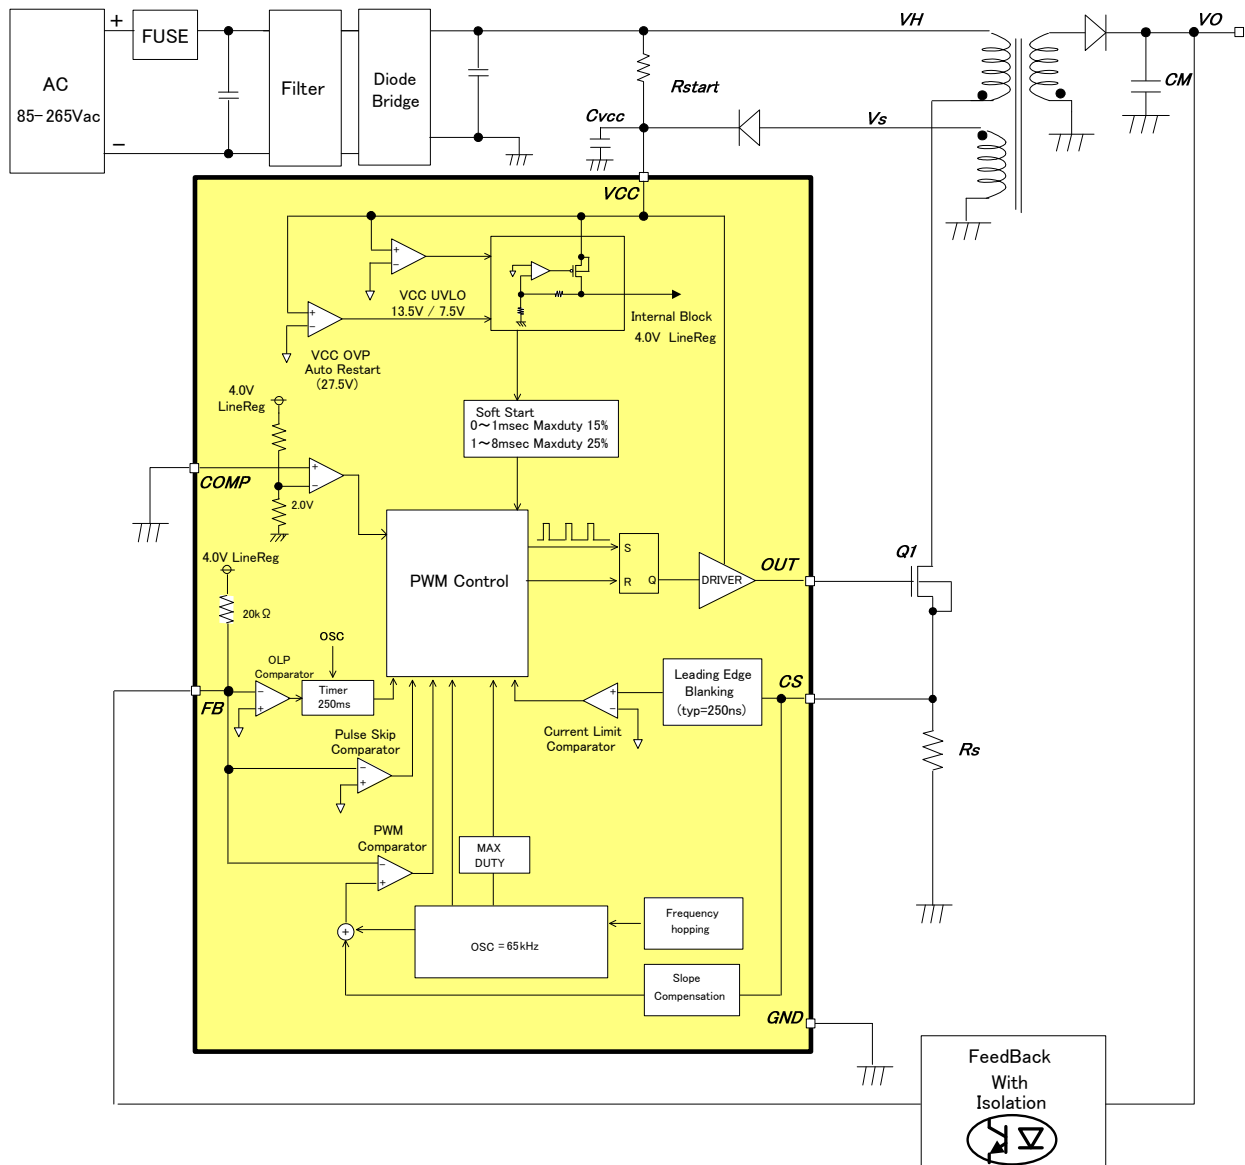 +
FUSE
VH
VO
AC
85-265Vac
Filter
Diode
Bridge
Rstart
CM
Cvcc
Vs
−
VCC
+
−
VCC UVLO
13.5V / 7.5V
Internal Block
4.0V LineReg
+
−
VCC OVP
Auto Restart
(27.5V)
4.0V
LineReg
Soft Start
0～1msec Maxduty 15%
1～8msec Maxduty 25%
COMP
+
−
2.0V
4.0V LineReg
20kΩ
PWM Control
S
R
Q
DRIVER
OUT
Q1
OSC
OLP
Comparator
−
+
Timer
250ms
FB
Leading Edge
Blanking
(typ=250ns)
CS
+
−
Current Limit
Comparator
Pulse Skip
Comparator
−
+
Rs
PWM
Comparator
−
+
MAX
DUTY
+
OSC = 65kHz
Frequency
hopping
Slope
Compensation
GND
FeedBack
With
Isolation